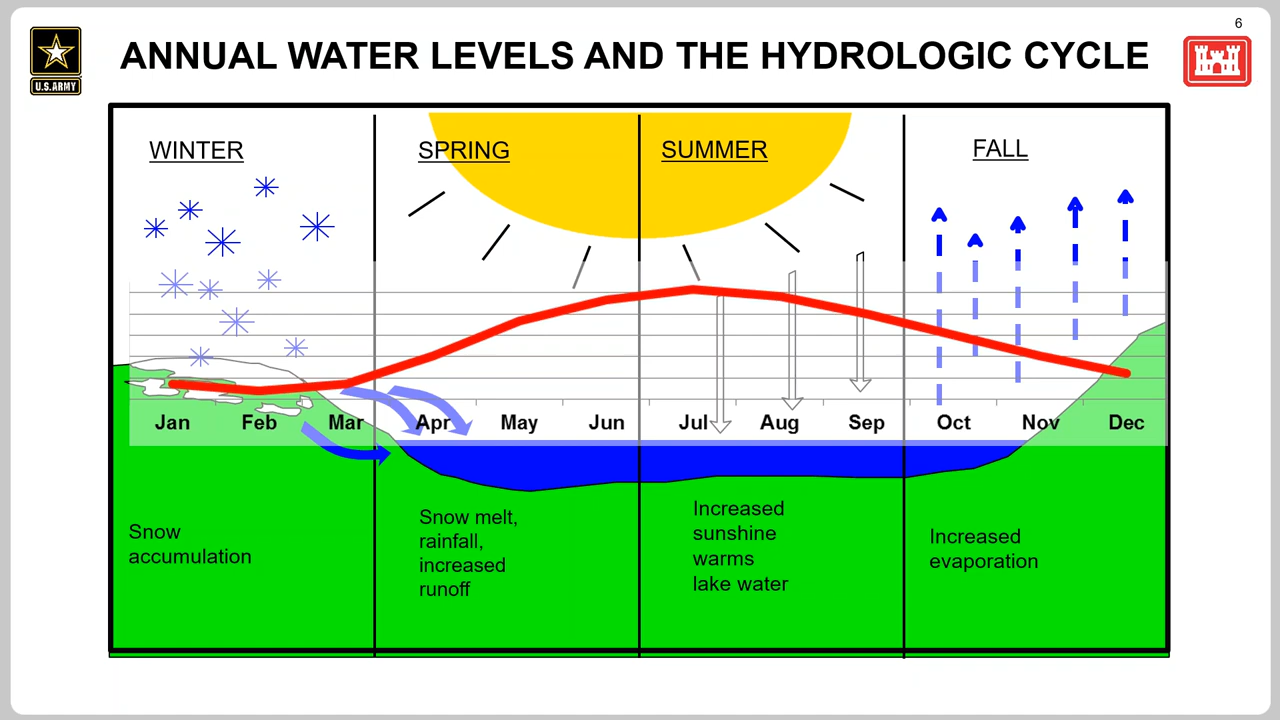 6
ANNUAL WATER LEVELS AND THE HYDROLOGIC CYCLE
U.S.ARMY
WINTER
SPRING
SUMMER
FALL
Jan
Feb
Mar
Apr
May
Jun
Jul
Aug
Sep
Oct
Nov
Dec
Snow
accumulation
Snow melt,
rainfall,
increased
runoff
Increased
sunshine
warms
lake water
Increased
evaporation